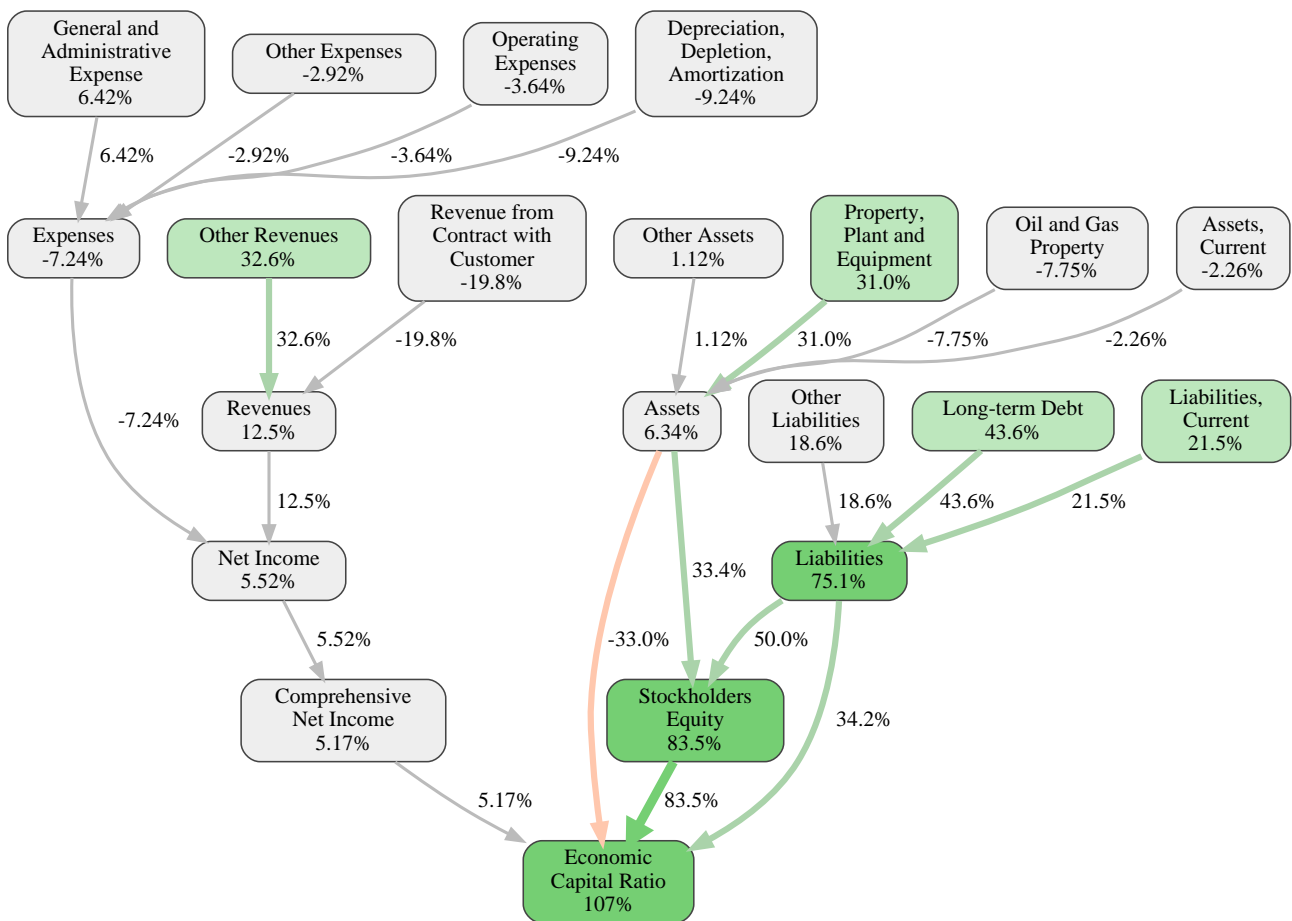 General and
Administrative
Expense
6.42%
Other Expenses
-2.92%
Operating
Expenses
-3.64%
Depreciation,
Depletion,
Amortization
-9.24%
6.42%
-2.92%
-3.64%
-9.24%
Expenses
-7.24%
Other Revenues
32.6%
Revenue from
Contract with
Customer
-19.8%
Other Assets
1.12%
Property,
Plant and
Equipment
31.0%
Oil and Gas
Property
-7.75%
Assets,
Current
-2.26%
32.6%
-19.8%
1.12%
31.0%
-7.75%
-2.26%
-7.24%
Revenues
12.5%
Assets
6.34%
Other
Liabilities
18.6%
Long-term Debt
43.6%
Liabilities,
Current
21.5%
12.5%
18.6%
43.6%
21.5%
Net Income
5.52%
33.4%
Liabilities
75.1%
5.52%
-33.0%
50.0%
Comprehensive
Net Income
5.17%
Stockholders
Equity
83.5%
34.2%
5.17%
83.5%
Economic
Capital Ratio
107%